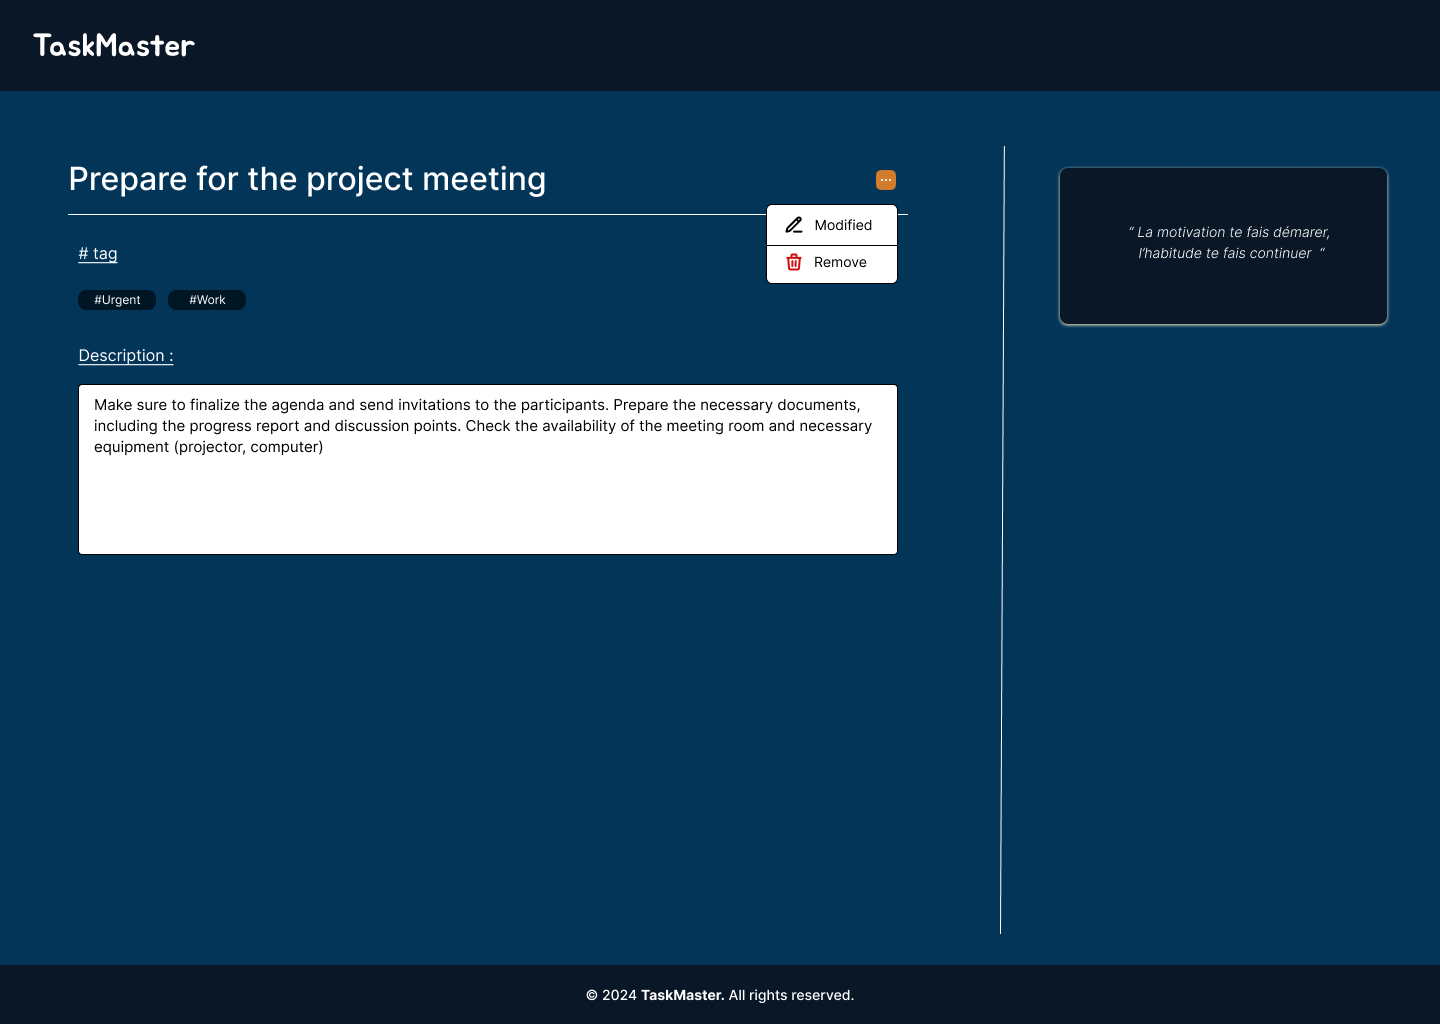 TaskMaster
Prepare for the project meeting
Modified
Remove
# tag
#Urgent #Work
Description :
Make sure to finalize the agenda and send invitations to the participants. Prepare the necessary documents,
including the progress report and discussion points. Check the availability of the meeting room and necessary
equipment (projector, computer)
“ La motivation te fais démarer,
l’habitude te fais continuer “
© 2024 TaskMaster. All rights reserved.